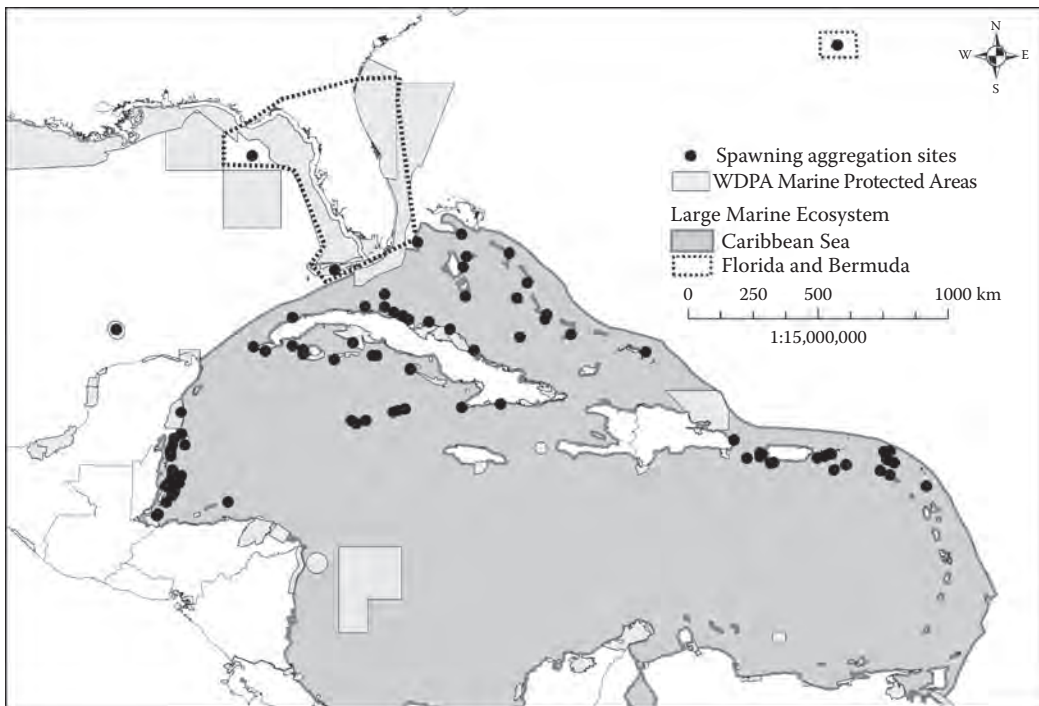 N
W E
S
Spawning aggregation sites
WDPA Marine Protected Areas
Large Marine Ecosystem
Caribbean Sea
Florida and Bermuda
0 250 500 1000 km
1:15,000,000